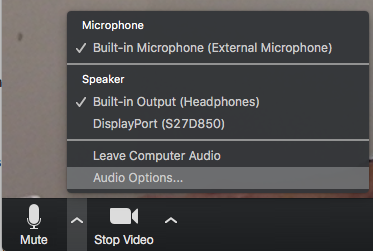 Microphone
✓ Built-in Microphone (External Microphone)
Speaker
✓ Built-in Output (Headphones)
DisplayPort (S27D850)
Leave Computer Audio
Audio Options...
Mute
Stop Video